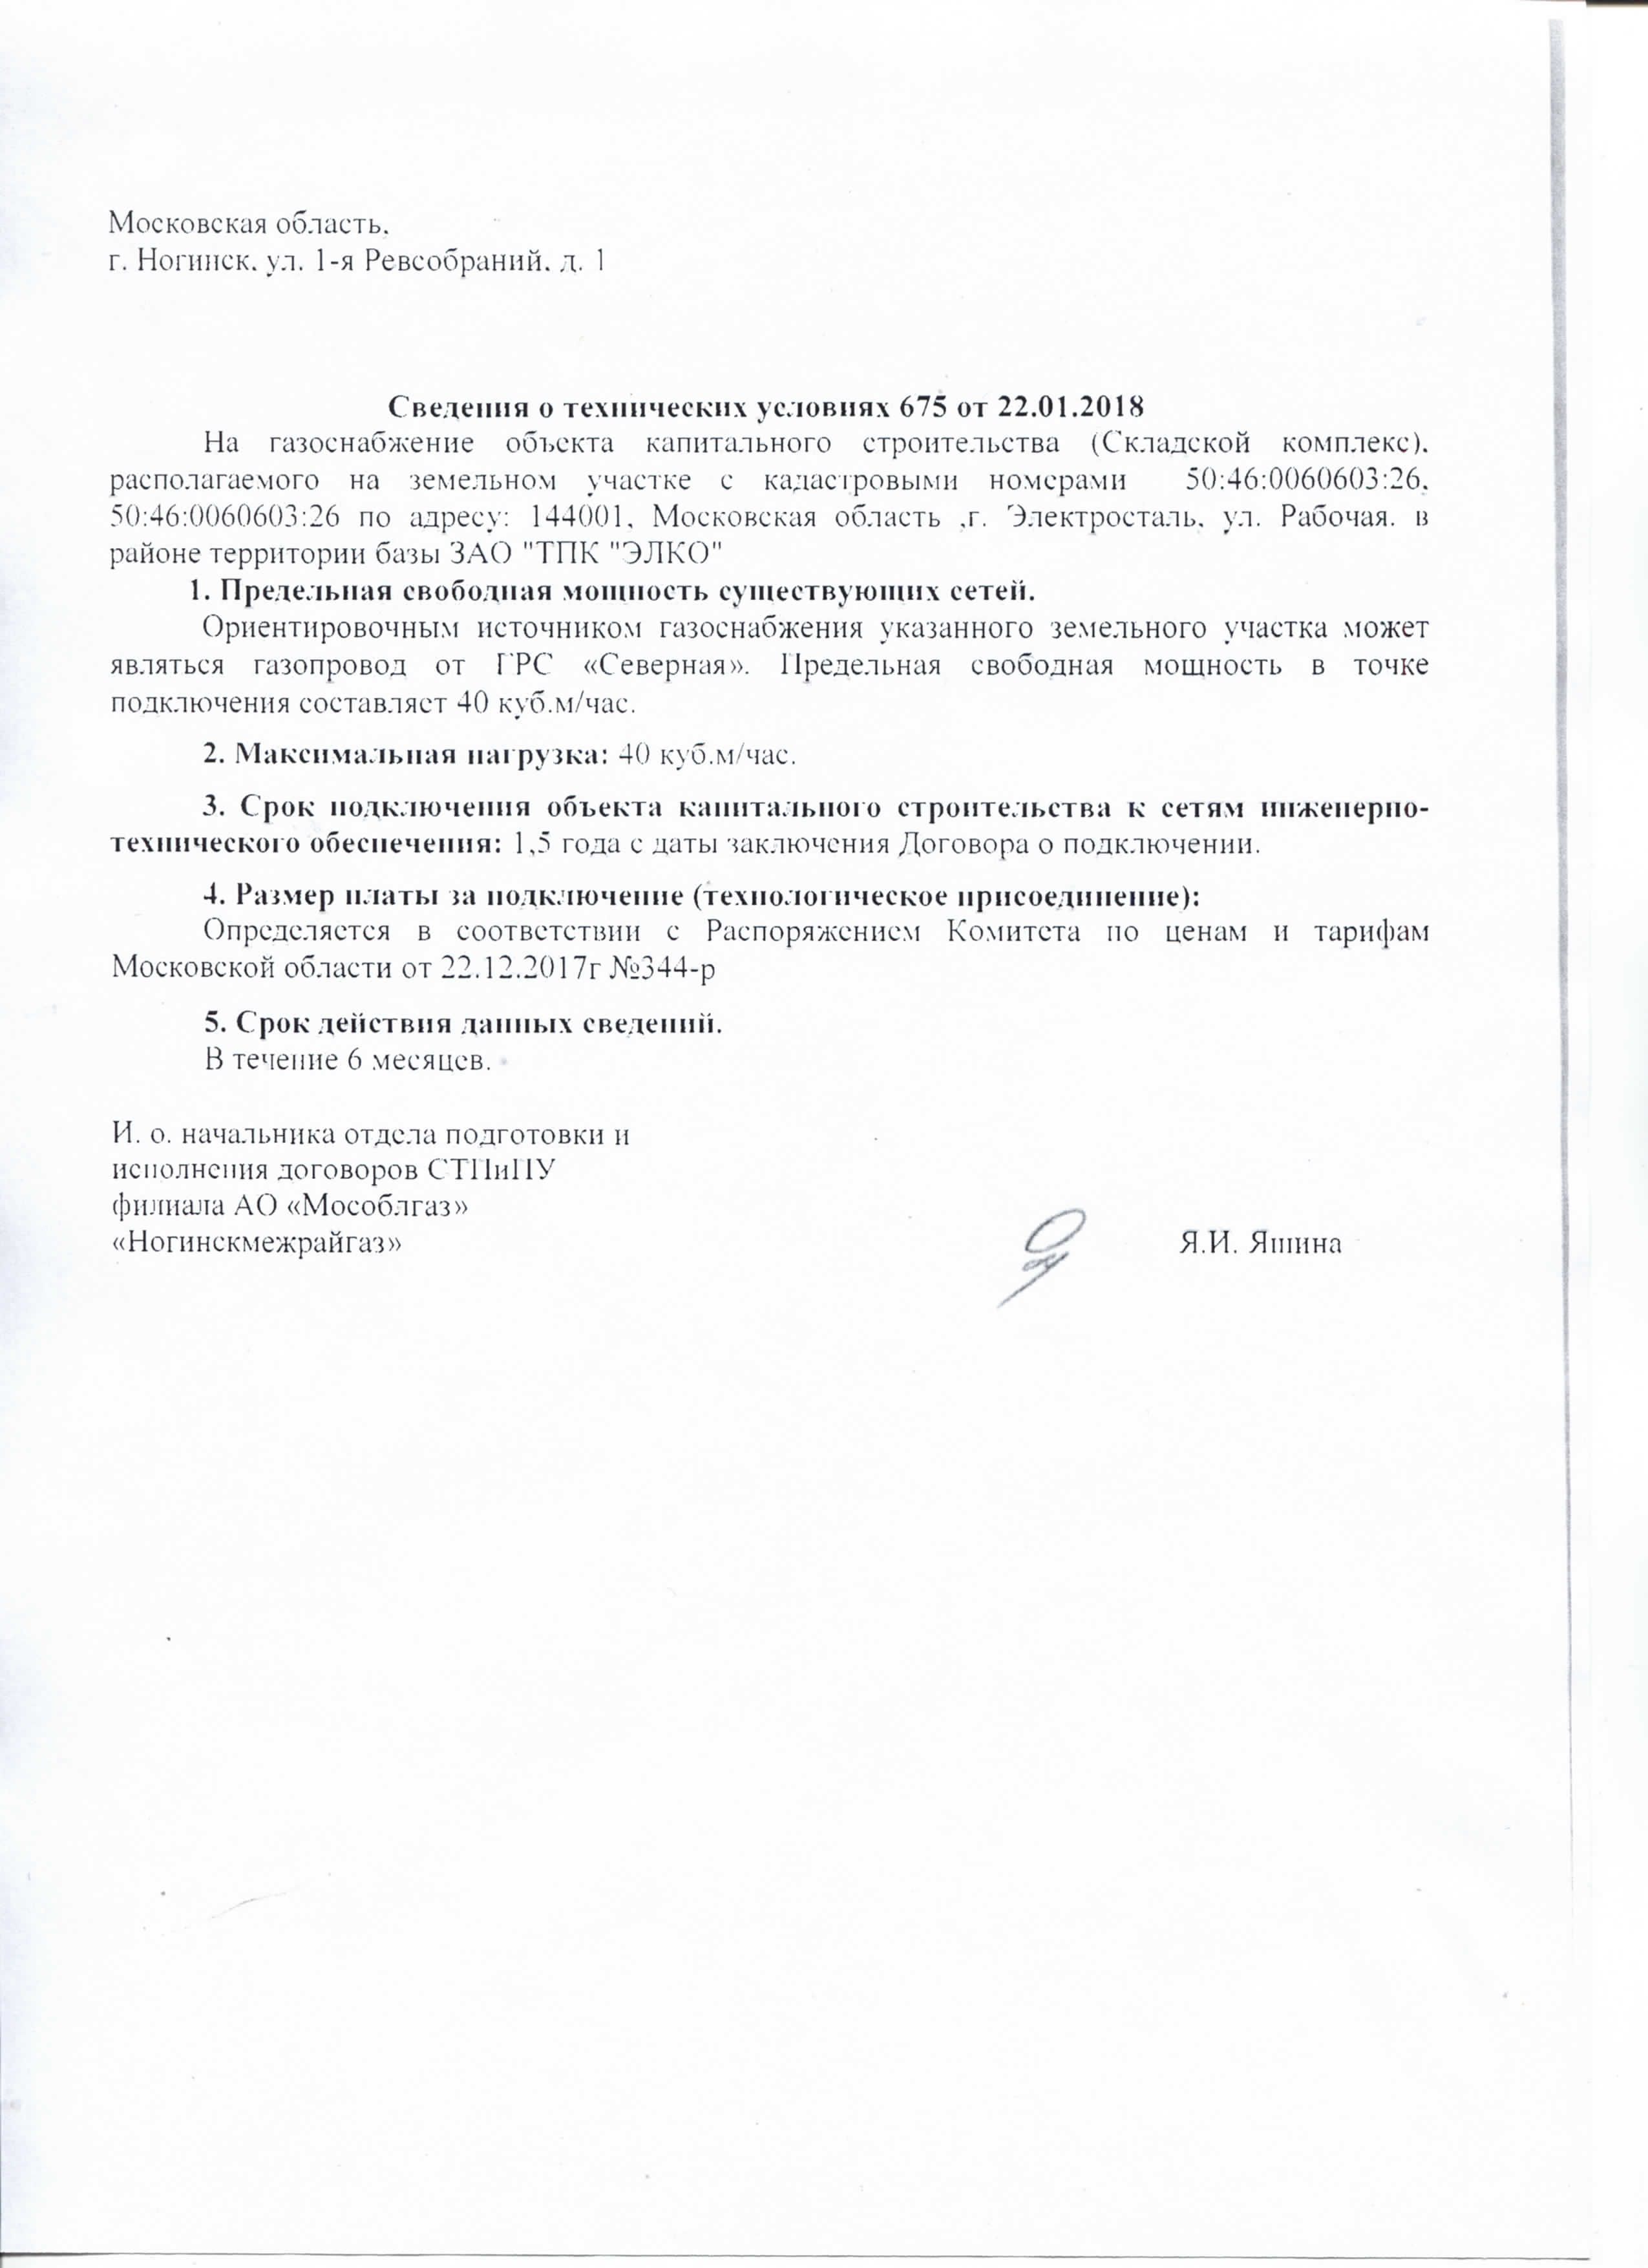 Московская область,
г. Ногинск, ул. 1-я Ревсобраний, д. 1
Сведения о технических условиях 675 от 22.01.2018
На газоснабжение объекта капитального строительства (Складской комплекс),
располагаемого на земельном участке с кадастровыми номерами 50:46:0060603:26,
50:46:0060603:26 по адресу: 144001, Московская область ,г. Электросталь, ул. Рабочая, в
районе территории базы ЗАО "ТПК "ЭЛКО"
1. Предельная свободная мощность существующих сетей.
Ориентировочным источником газоснабжения указанного земельного участка может
являться газопровод от ГРС «Северная». Предельная свободная мощность в точке
подключения составляет 40 куб.м/час.
2. Максимальная нагрузка: 40 куб.м/час.
3. Срок подключения объекта капитального строительства к сетям инженерно-
технического обеспечения: 1,5 года с даты заключения Договора о подключении.
4. Размер платы за подключение (технологическое присоединение):
Определяется в соответствии с Распоряжением Комитета по ценам и тарифам
Московской области от 22.12.2017г №344-р
5. Срок действия данных сведений.
В течение 6 месяцев.
И. о. начальника отдела подготовки и
исполнения договоров СТПиПУ
филиала АО «Мособлгаз»
«Ногинскмежрайгаз»
Я.И. Яшина